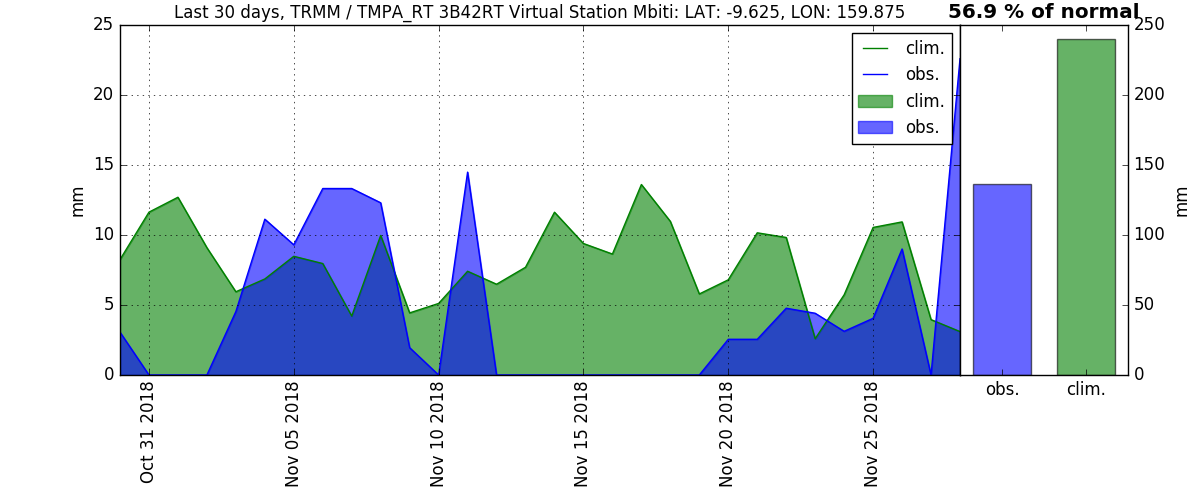 Last 30 days, TRMM / TMPA_RT 3B42RT Virtual Station Mbiti: LAT: -9.625, LON: 159.875
56.9 % of normal
25
20
15
10
5
0
mm
clim.
obs.
clim.
obs.
Oct 31 2018
Nov 05 2018
Nov 10 2018
Nov 15 2018
Nov 20 2018
Nov 25 2018
250
200
150
100
50
0
mm
obs.
clim.